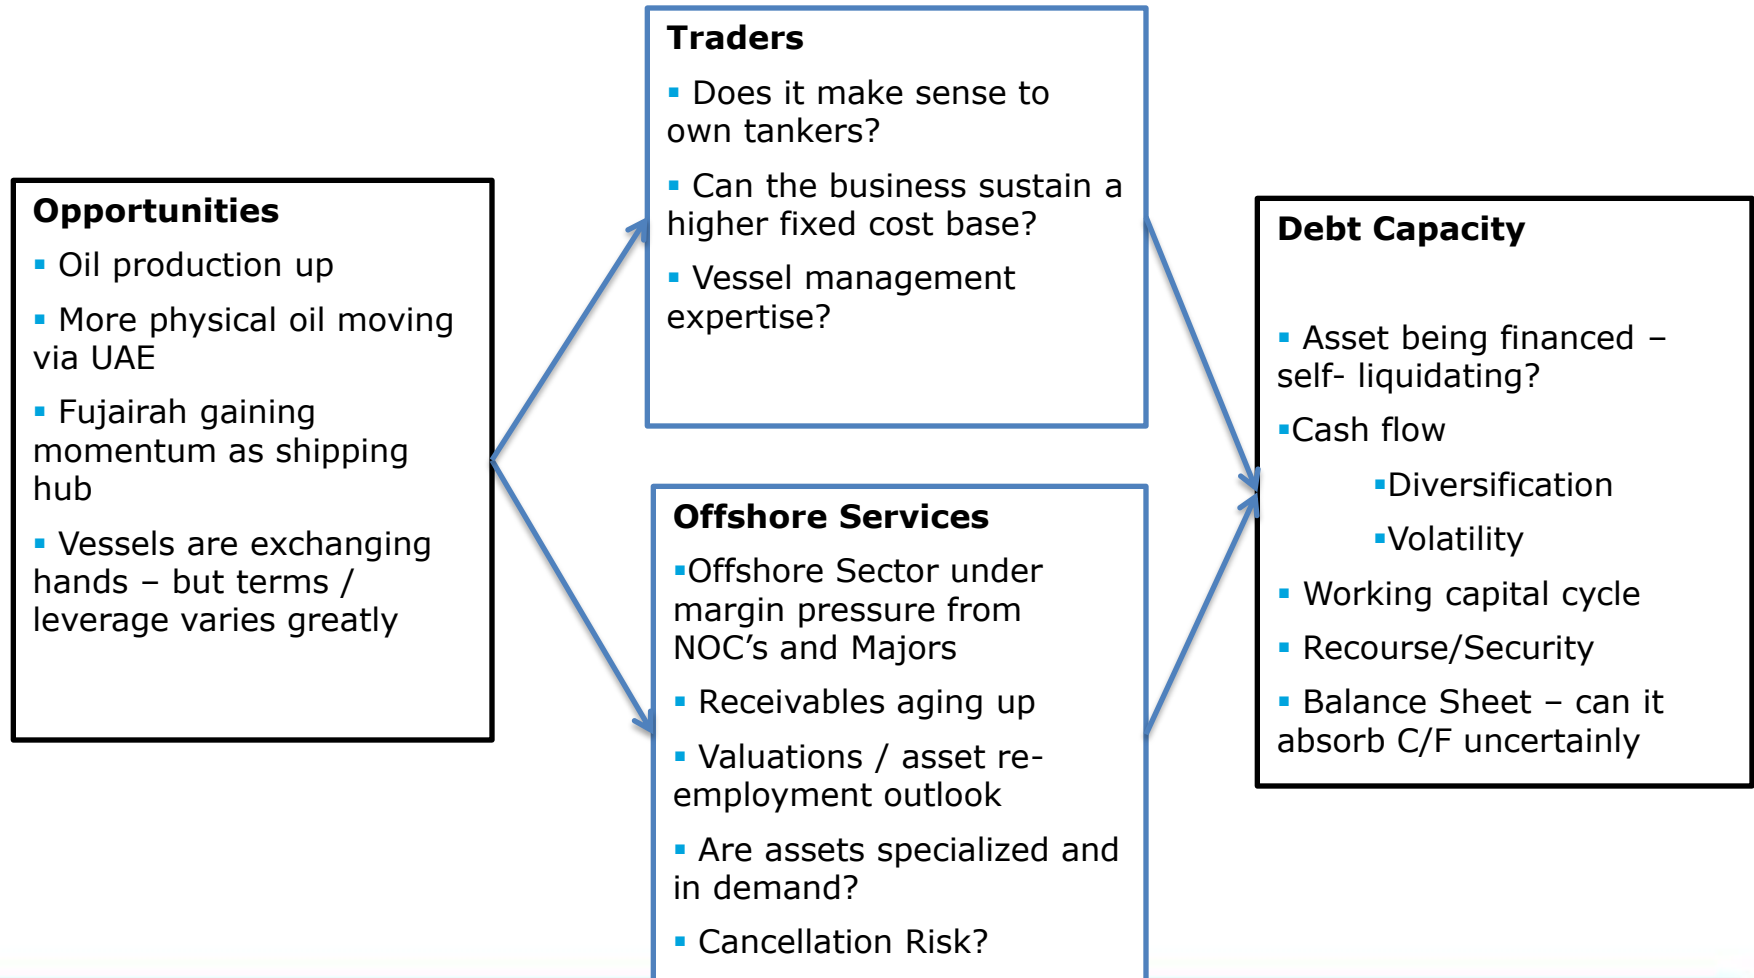 Opportunities
▪ Oil production up
▪ More physical oil moving
via UAE
▪ Fujairah gaining
momentum as shipping
hub
▪ Vessels are exchanging
hands – but terms /
leverage varies greatly
Traders
▪ Does it make sense to
own tankers?
▪ Can the business sustain a
higher fixed cost base?
▪ Vessel management
expertise?
Offshore Services
▪Offshore Sector under
margin pressure from
NOC’s and Majors
▪ Receivables aging up
▪ Valuations / asset re-
employment outlook
▪ Are assets specialized and
in demand?
▪ Cancellation Risk?
Debt Capacity
▪ Asset being financed –
self- liquidating?
▪Cash flow
▪Diversification
▪Volatility
▪ Working capital cycle
▪ Recourse/Security
▪ Balance Sheet – can it
absorb C/F uncertainly